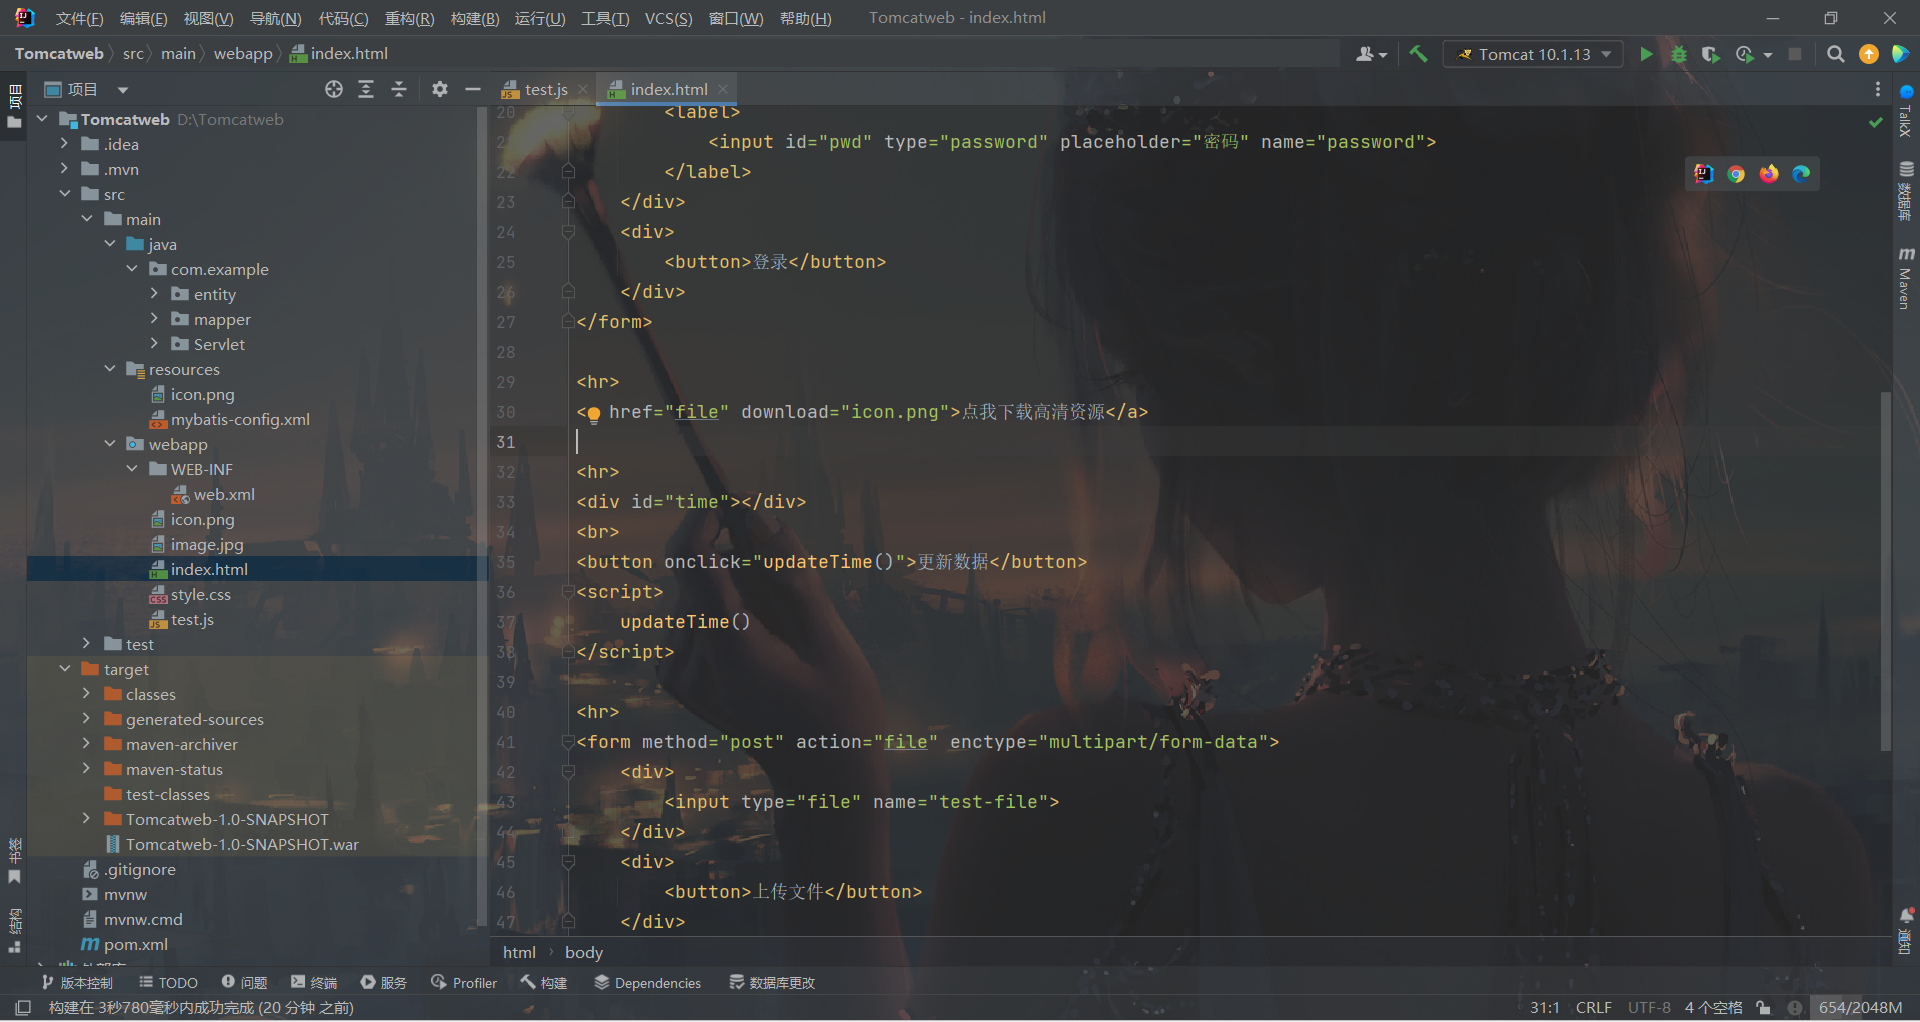 文件(F) 编辑(E) 视图(V) 导航(N) 代码(C) 重构(R) 构建(B) 运行(U) 工具(T) VCS(S) 窗口(W) 帮助(H) Tomcatweb - index.html
Tomcatweb src main webapp index.html Tomcat 10.1.13
项目
test.js index.html
Tomcatweb D:\Tomcatweb
.idea
.mvn
src
main
java
com.example
entity
mapper
Servlet
resources
icon.png
mybatis-config.xml
webapp
WEB-INF
web.xml
icon.png
image.jpg
index.html
style.css
test.js
test
target
classes
generated-sources
maven-archiver
maven-status
test-classes
Tomcatweb-1.0-SNAPSHOT
Tomcatweb-1.0-SNAPSHOT.war
.gitignore
mvnw
mvnw.cmd
pom.xml
20 <label>
21 <input id="pwd" type="password" placeholder="密码" name="password">
22 </label>
23 </div>
24 <div>
25 <button>登录</button>
26 </div>
27 </form>
28
29 <hr>
30 < href="file" download="icon.png">点我下载高清资源</a>
31
32 <hr>
33 <div id="time"></div>
34 <br>
35 <button onclick="updateTime()">更新数据</button>
36 <script>
37 updateTime()
38 </script>
39
40 <hr>
41 <form method="post" action="file" enctype="multipart/form-data">
42 <div>
43 <input type="file" name="test-file">
44 </div>
45 <div>
46 <button>上传文件</button>
47 </div>
html body
项目
书签
结构
TalkX
数据库
Maven
通知
版本控制 TODO 问题 终端 服务 Profiler 构建 Dependencies 数据库更改
构建在 3秒780毫秒内成功完成 (20 分钟 之前) 31:1 CRLF UTF-8 4 个空格 654/2048M